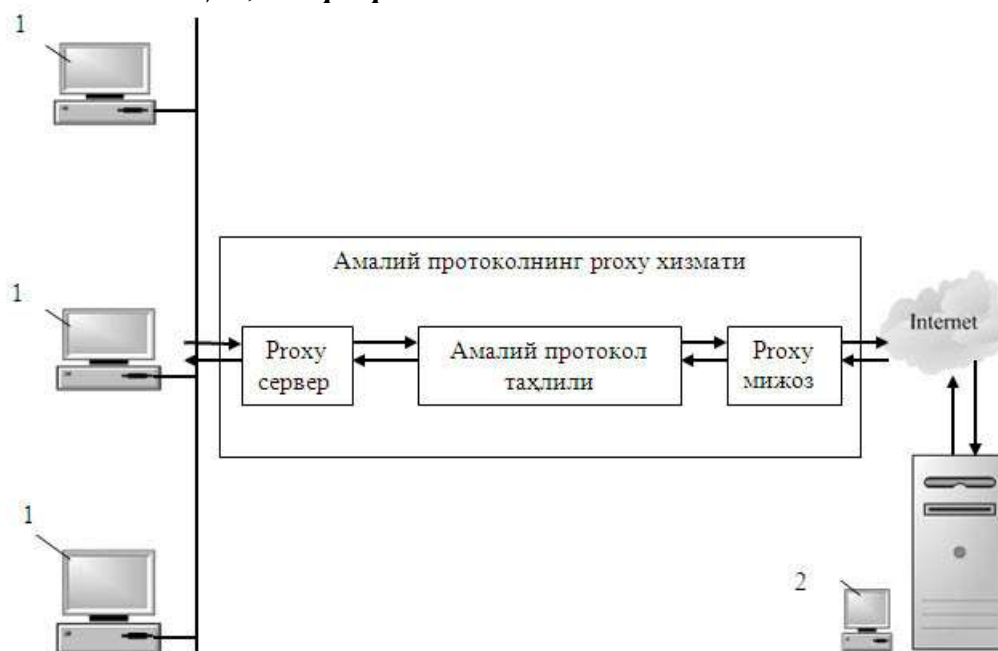 1
Амалий протоколнинг proxy хизмати
1
Internet
Proxy
сервер
Амалий протокол
таҳлили
Proxy
мижоз
1
2